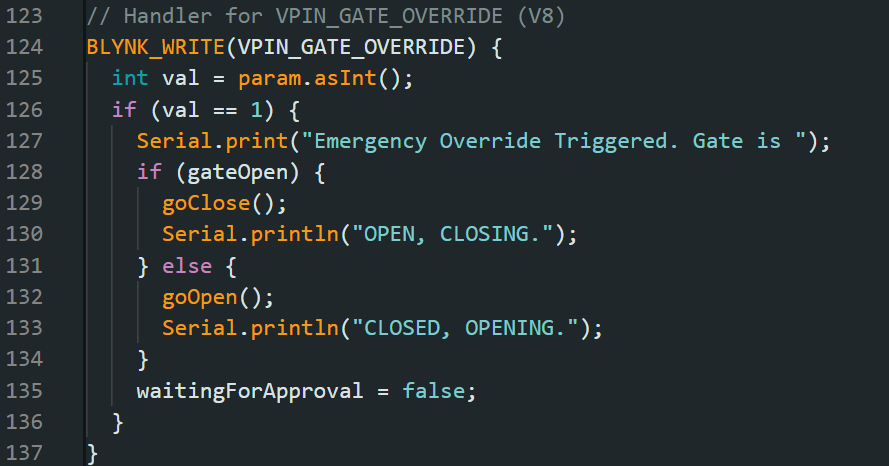 123 // Handler for VPIN_GATE_OVERRIDE (V8)
124 BLYNK_WRITE(VPIN_GATE_OVERRIDE) {
125   int val = param.asInt();
126   if (val == 1) {
127     Serial.print("Emergency Override Triggered. Gate is ");
128     if (gateOpen) {
129       goClose();
130       Serial.println("OPEN, CLOSING.");
131     } else {
132       goOpen();
133       Serial.println("CLOSED, OPENING.");
134     }
135     waitingForApproval = false;
136   }
137 }